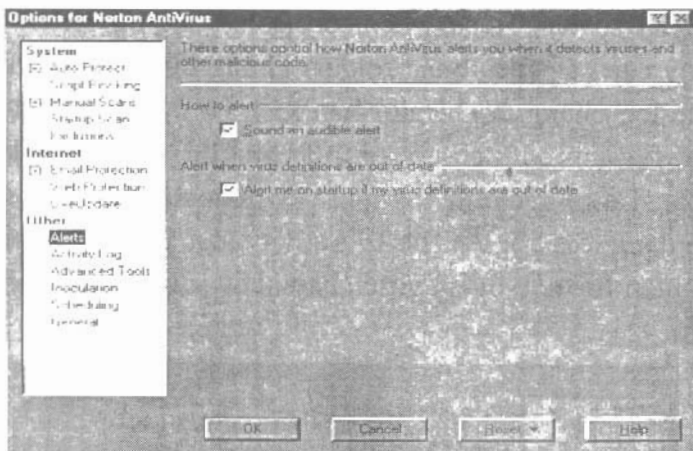 Options for Norton AntiVirus
System
Auto Protect
Script Blocking
Manual Scans
Startup Scan
Exclusions
Internet
Email Protection
Web Protection
LiveUpdate
Other
Alerts
Activity Log
Advanced Tools
Inoculation
Scheduling
General
These options control how Norton AntiVirus alerts you when it detects viruses and
other malicious code.
How to alert
Sound an audible alert
Alert when virus definitions are out of date
Alert me on startup if my virus definitions are out of date
OK
Cancel
Reset
Help